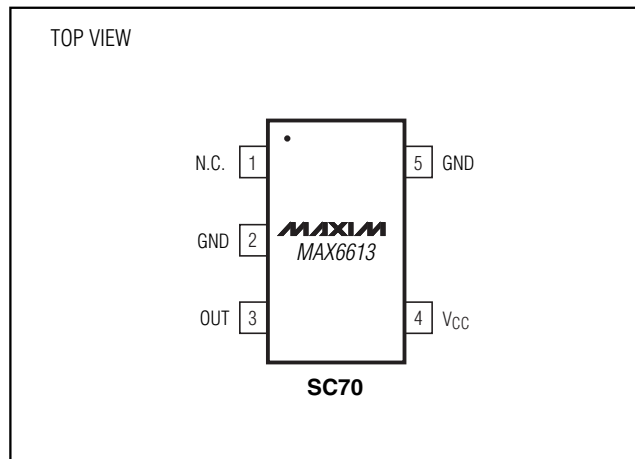 TOP VIEW
N.C. 1
5 GND
MAXIM
GND 2
MAX6613
OUT 3
4 VCC
SC70